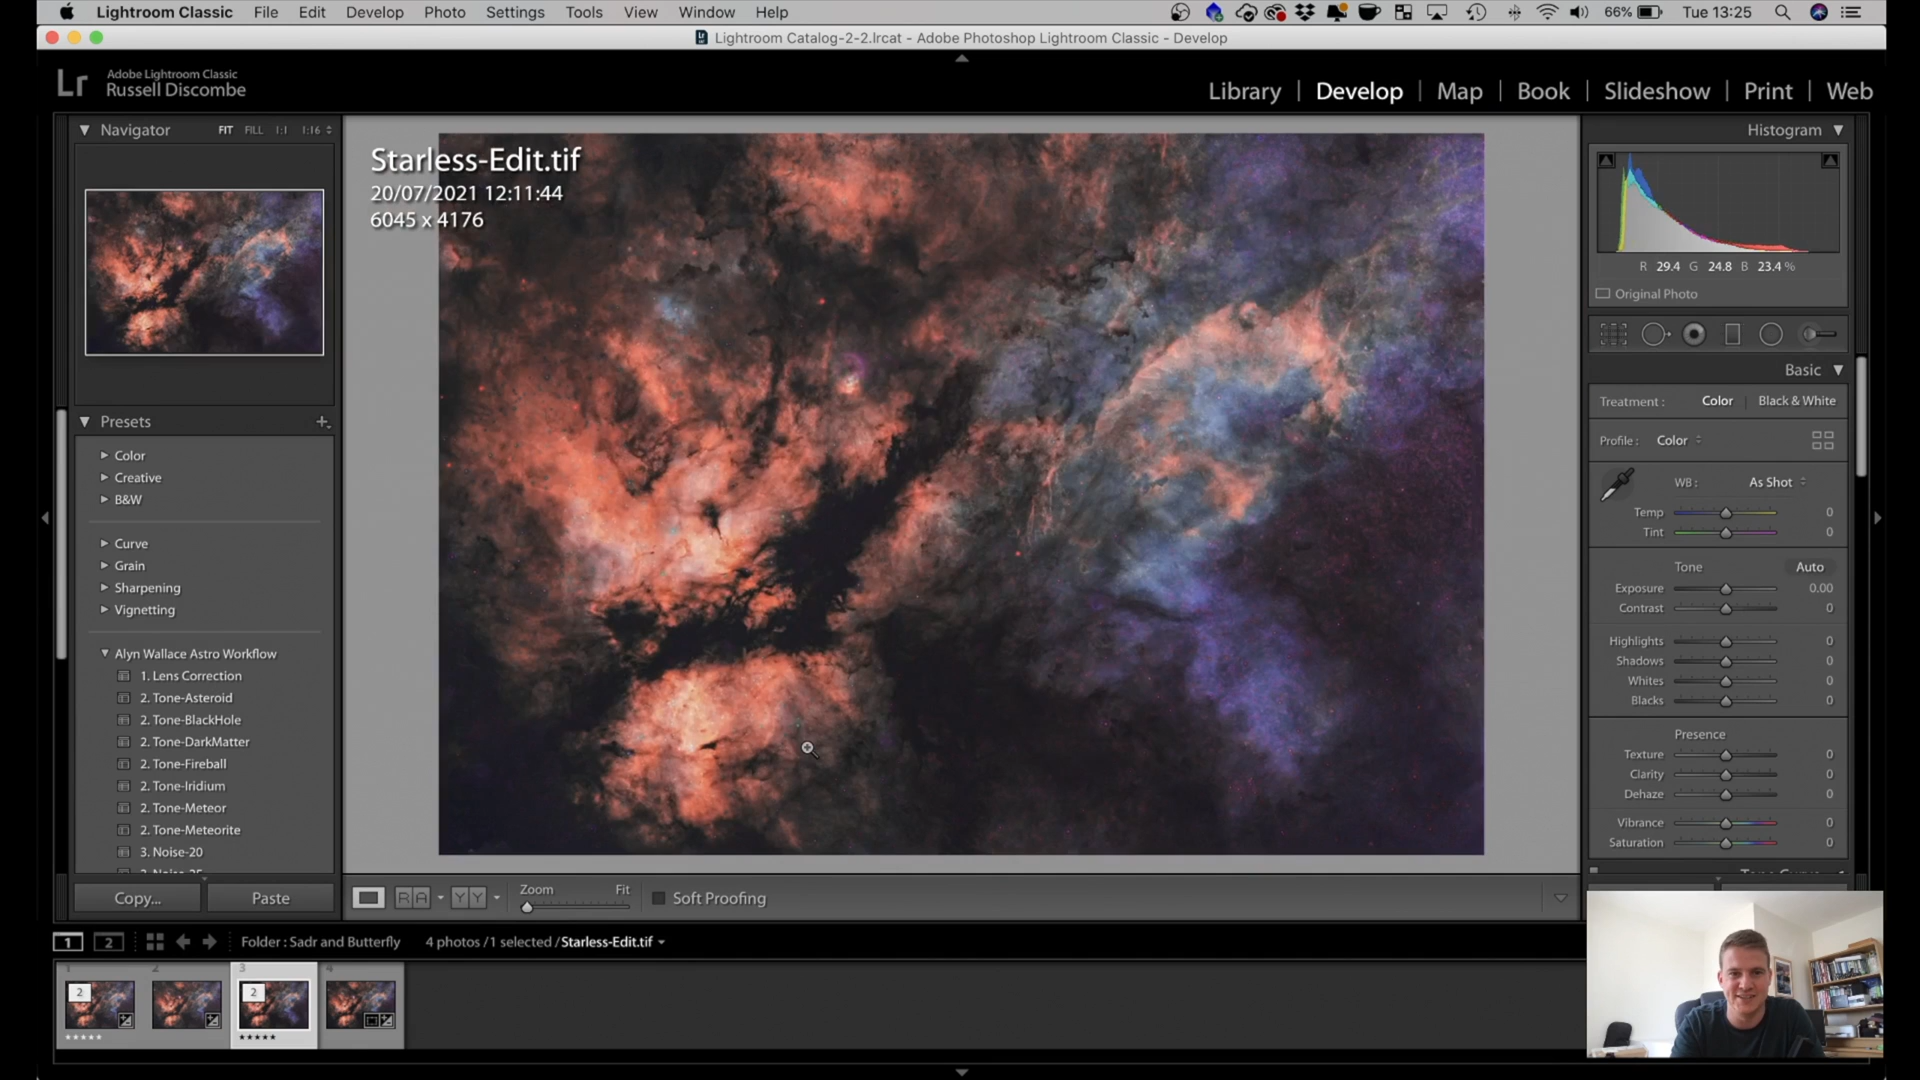 Lightroom Classic File Edit Develop Photo Settings Tools View Window Help 66% Tue 13:25
Lightroom Catalog-2-2.lrcat - Adobe Photoshop Lightroom Classic - Develop
Lr Adobe Lightroom Classic
Russell Discombe
Library | Develop | Map | Book | Slideshow | Print | Web
Navigator FIT FILL 1:1 1:16
Presets
Color
Creative
B&W
Curve
Grain
Sharpening
Vignetting
Alyn Wallace Astro Workflow
1. Lens Correction
2. Tone-Asteroid
2. Tone-BlackHole
2. Tone-DarkMatter
2. Tone-Fireball
2. Tone-Iridium
2. Tone-Meteor
2. Tone-Meteorite
3. Noise-20
Copy... Paste
Starless-Edit.tif
20/07/2021 12:11:44
6045 x 4176
Zoom Fit
Soft Proofing
Histogram
R 29.4 G 24.8 B 23.4 %
Original Photo
Basic
Treatment : Color Black & White
Profile : Color
WB : As Shot
Temp 0
Tint 0
Tone Auto
Exposure 0.00
Contrast 0
Highlights 0
Shadows 0
Whites 0
Blacks 0
Presence
Texture 0
Clarity 0
Dehaze 0
Vibrance 0
Saturation 0
1 2 Folder : Sadr and Butterfly 4 photos / 1 selected / Starless-Edit.tif
1 2 3 4
2 2